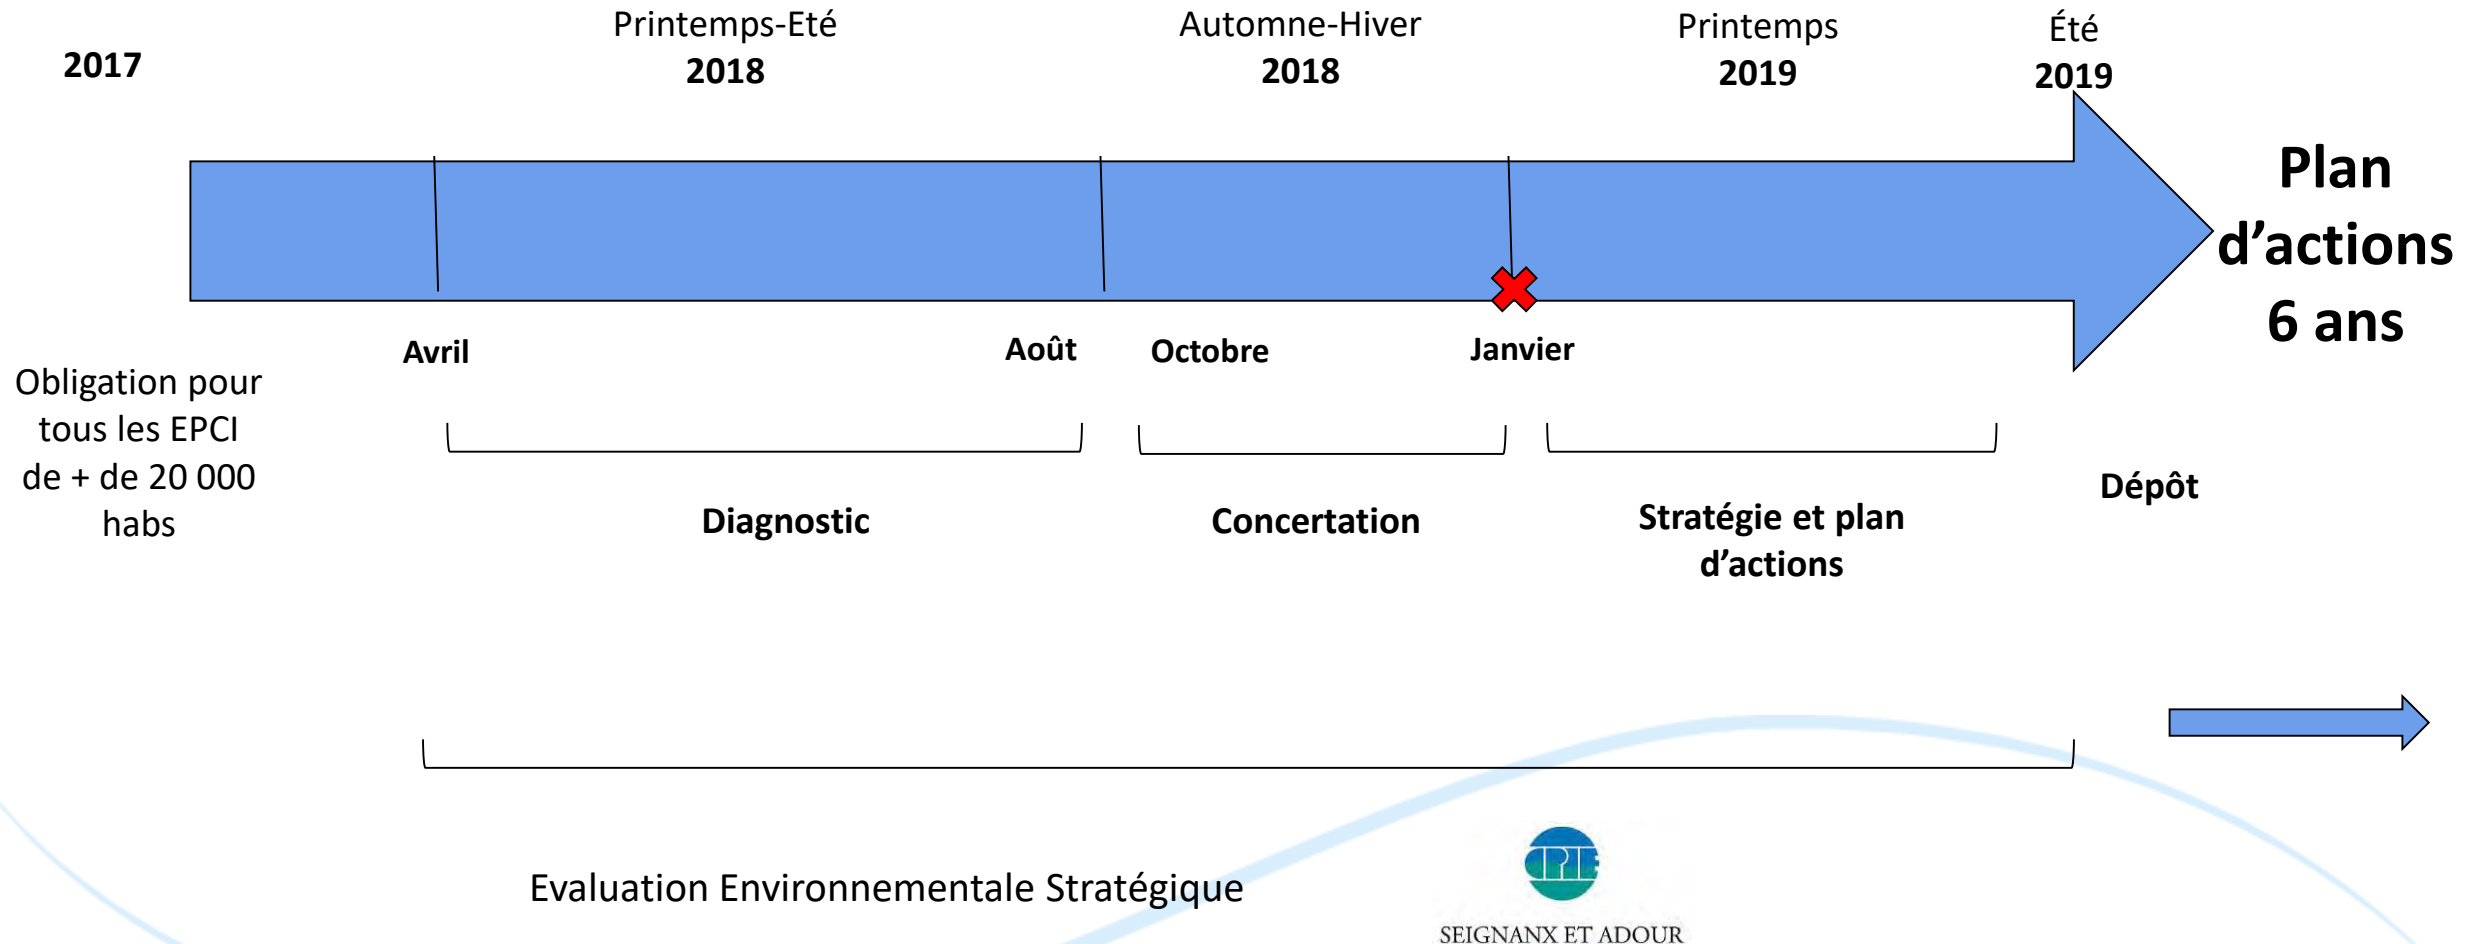 2017
Printemps-Eté
2018
Automne-Hiver
2018
Printemps
2019
Été
2019
Plan
d’actions
6 ans
Avril
Août
Octobre
Janvier
Obligation pour
tous les EPCI
de + de 20 000
habs
Diagnostic
Concertation
Stratégie et plan
d’actions
Dépôt
Evaluation Environnementale Stratégique
CPIE
SEIGNANX ET ADOUR